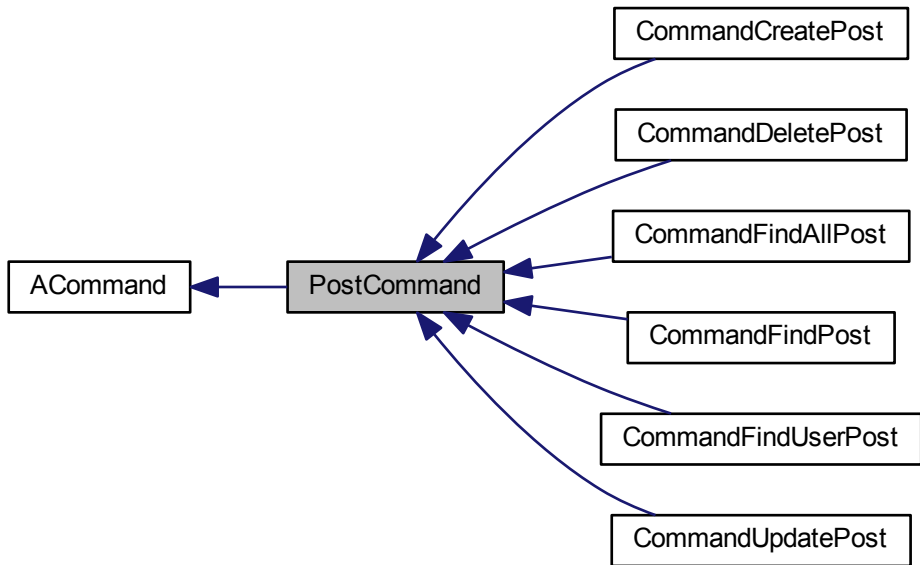 ACommand
PostCommand
CommandCreatePost
CommandDeletePost
CommandFindAllPost
CommandFindPost
CommandFindUserPost
CommandUpdatePost